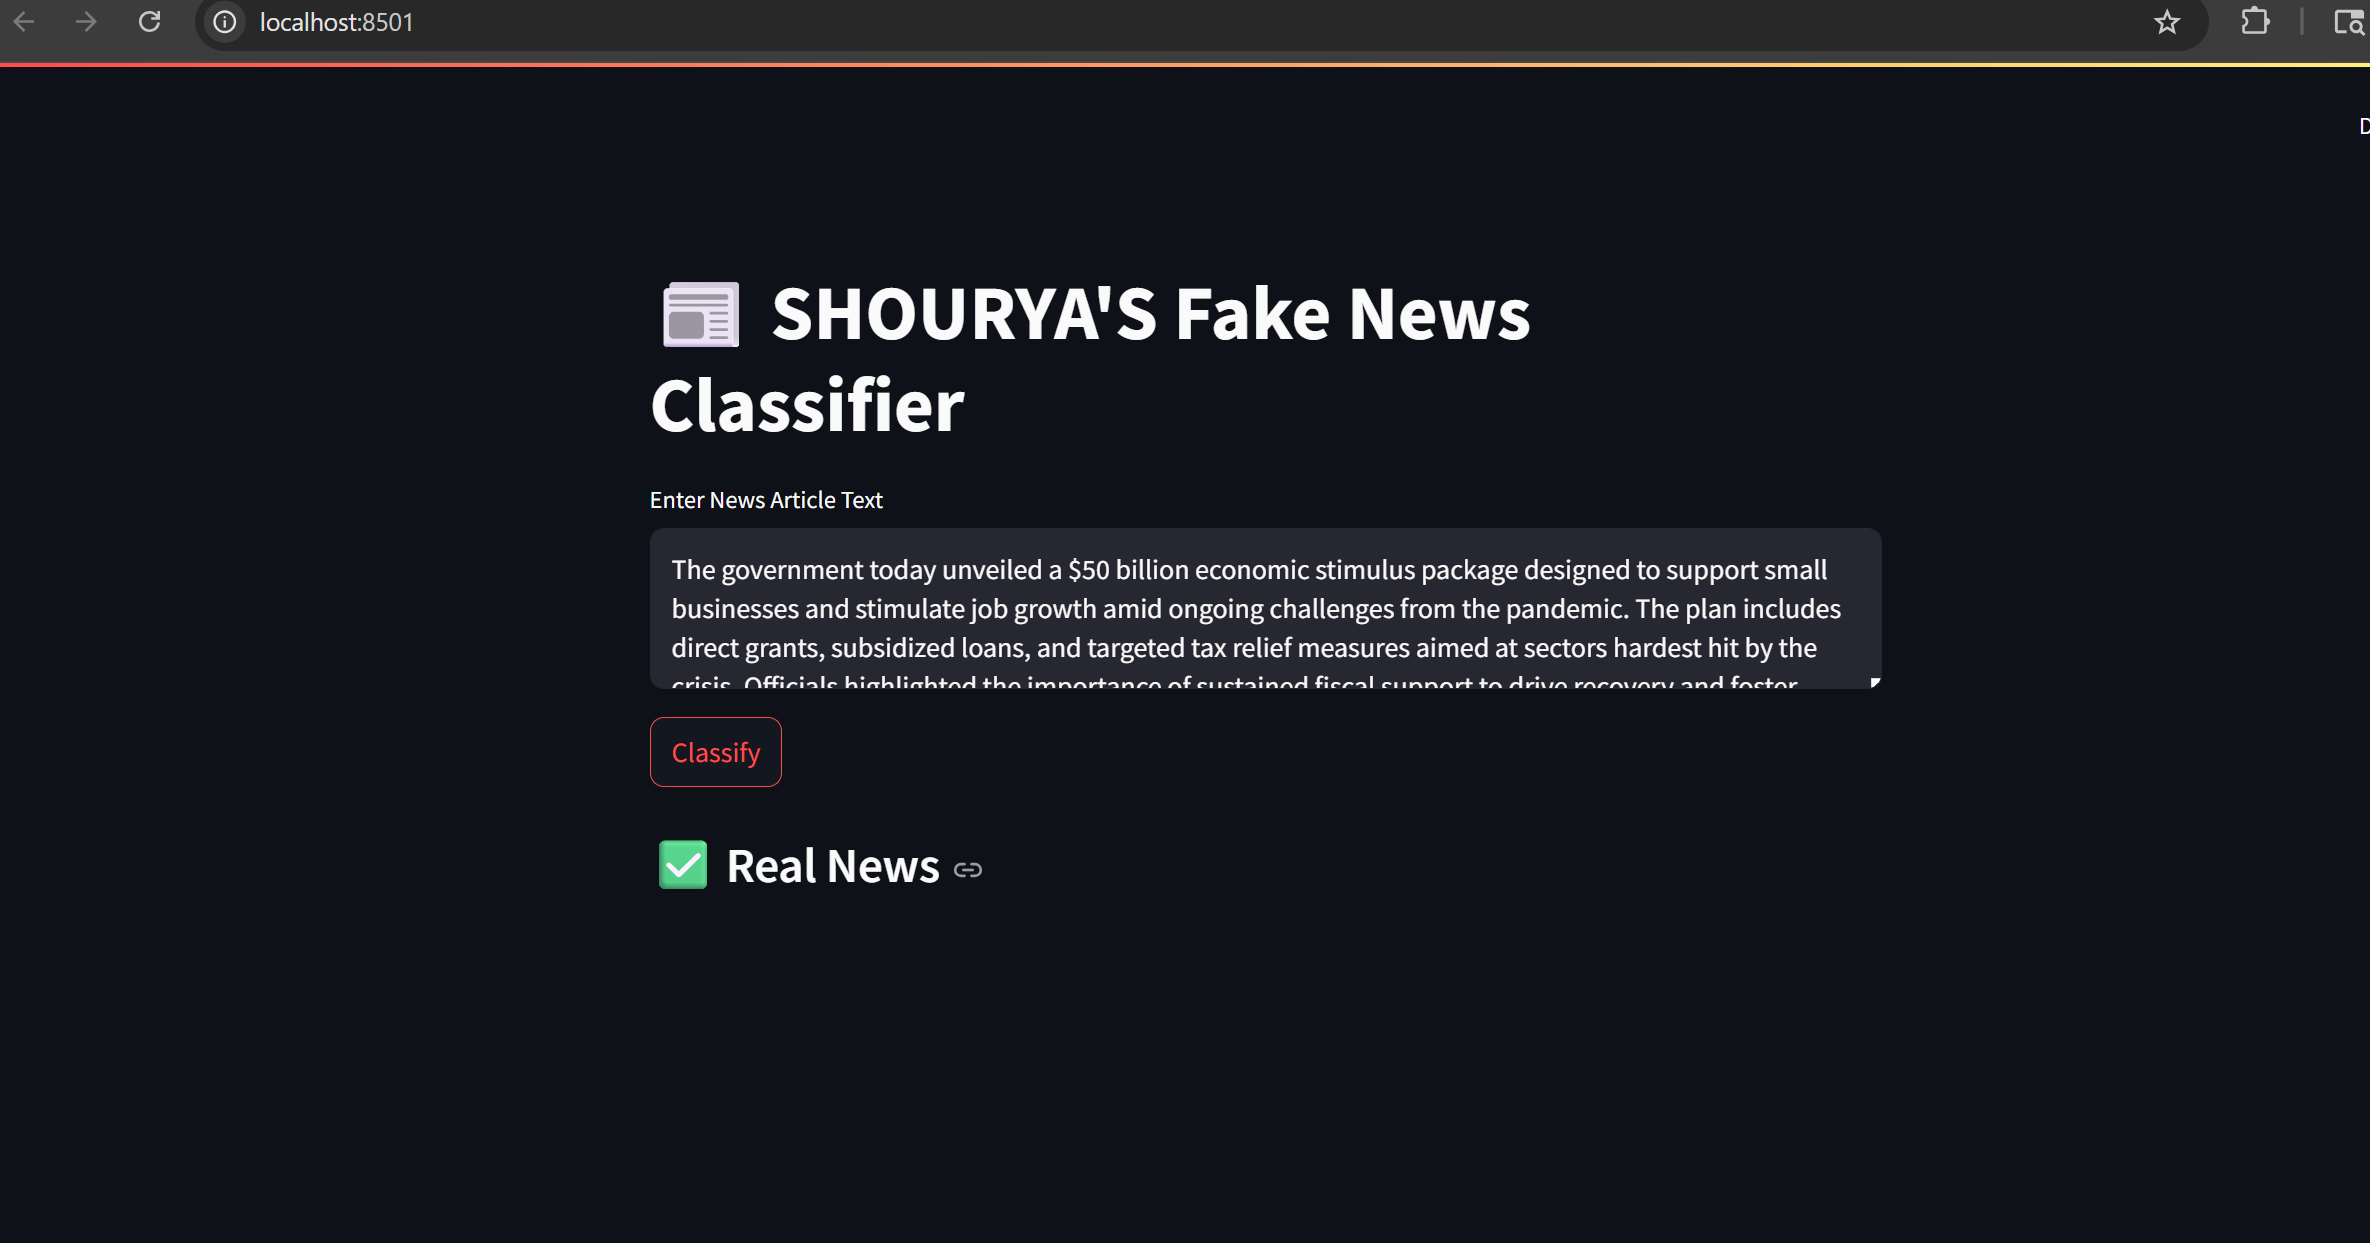 localhost:8501
D
📰 SHOURYA'S Fake News
Classifier
Enter News Article Text
The government today unveiled a $50 billion economic stimulus package designed to support small
businesses and stimulate job growth amid ongoing challenges from the pandemic. The plan includes
direct grants, subsidized loans, and targeted tax relief measures aimed at sectors hardest hit by the
crisis. Officials highlighted the importance of sustained fiscal support to drive recovery and foster
Classify
✅ Real News